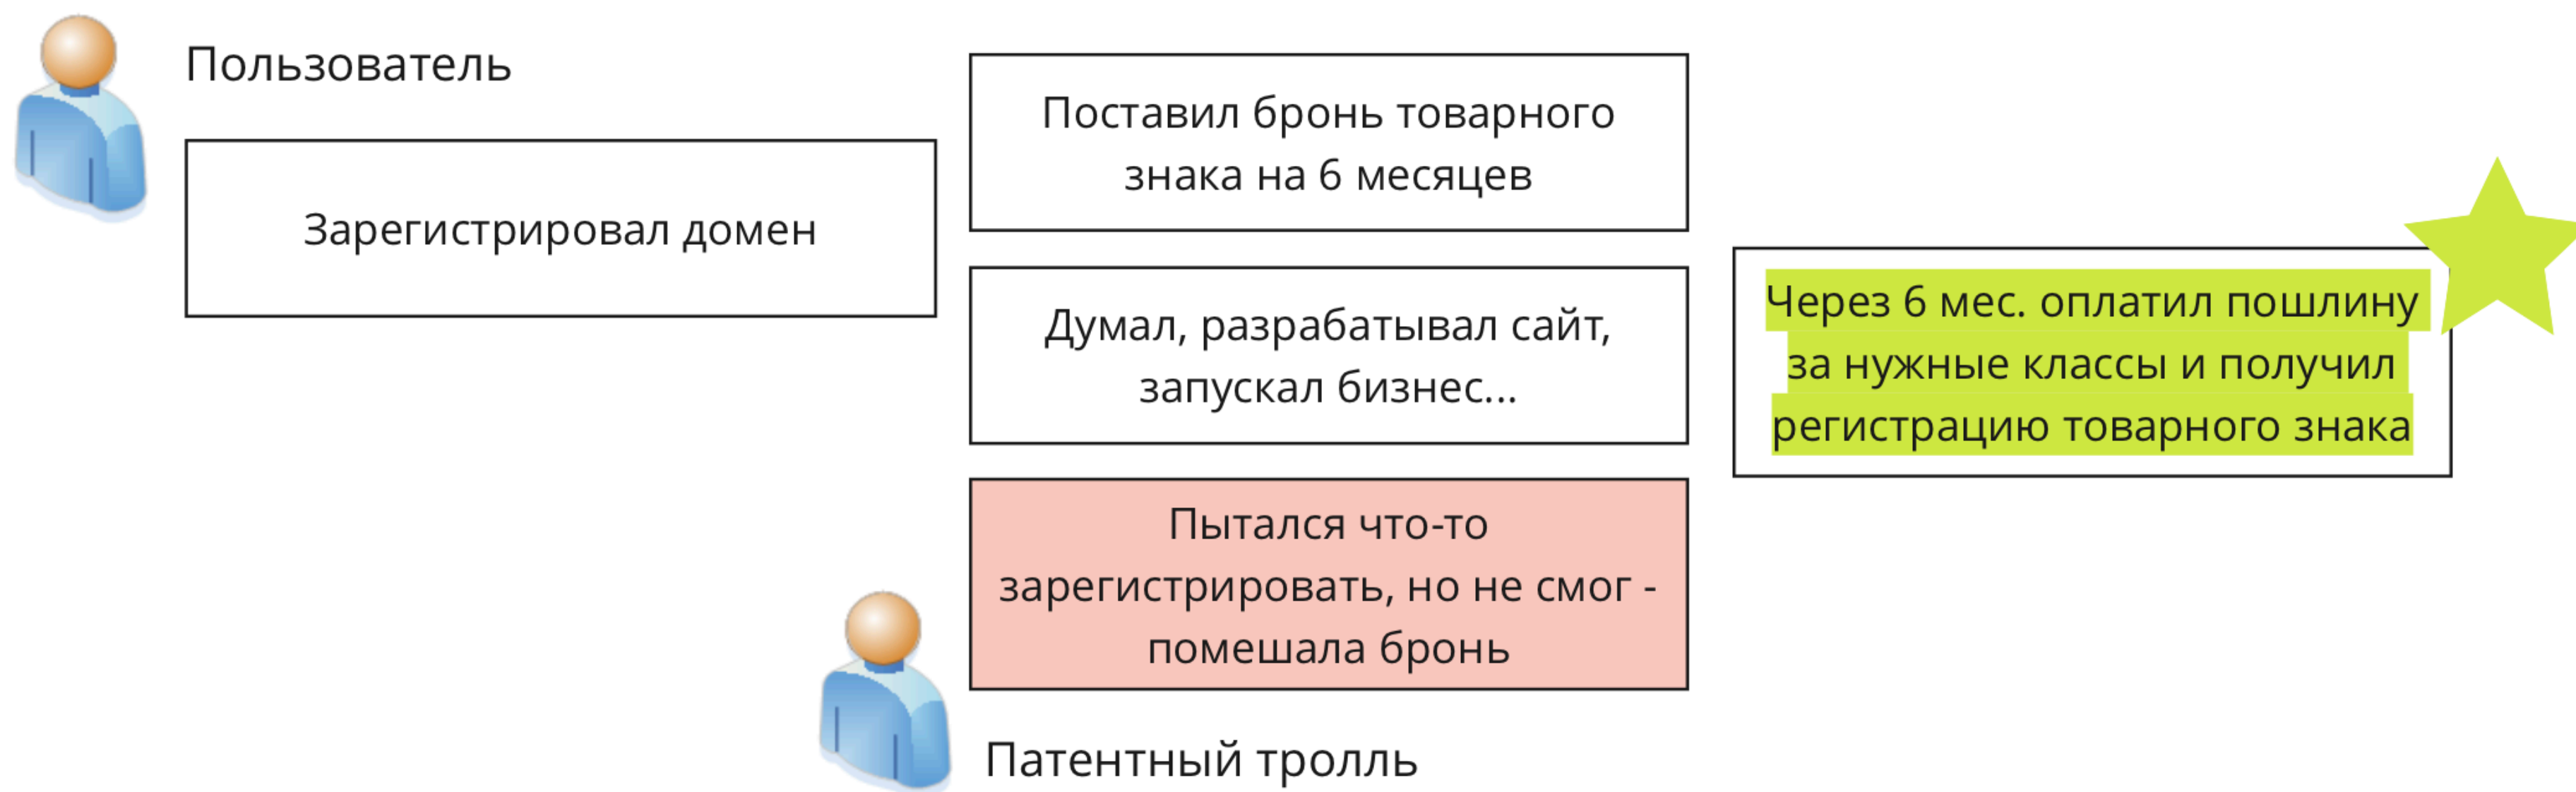 Пользователь
Зарегистрировал домен
Поставил бронь товарного
знака на 6 месяцев
Думал, разрабатывал сайт,
запускал бизнес...
Пытался что-то
зарегистрировать, но не смог -
помешала бронь
Патентный тролль
Через 6 мес. оплатил пошлину
за нужные классы и получил
регистрацию товарного знака